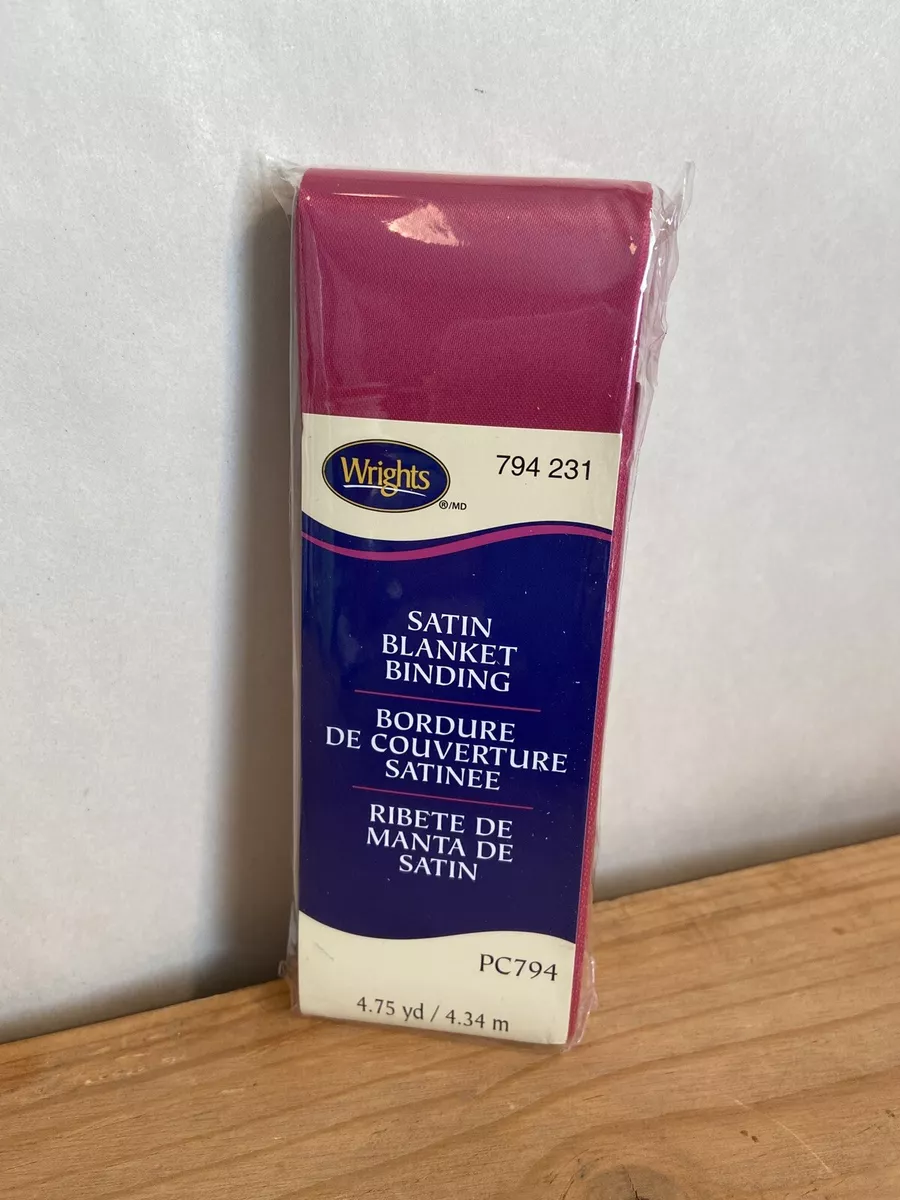 Wrights
®/MD
794 231
SATIN
BLANKET
BINDING
BORDURE
DE COUVERTURE
SATINEE
RIBETE DE
MANTA DE
SATIN
PC794
4.75 yd / 4.34 m